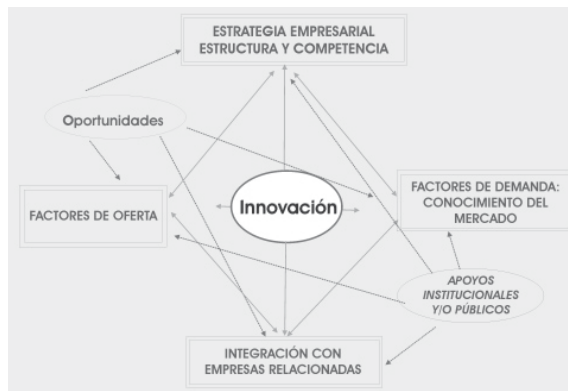 ESTRATEGIA EMPRESARIAL
ESTRUCTURA Y COMPETENCIA
Oportunidades
Innovación
FACTORES DE OFERTA
FACTORES DE DEMANDA:
CONOCIMIENTO DEL
MERCADO
APOYOS
INSTITUCIONALES
Y/O PÚBLICOS
INTEGRACIÓN CON
EMPRESAS RELACIONADAS